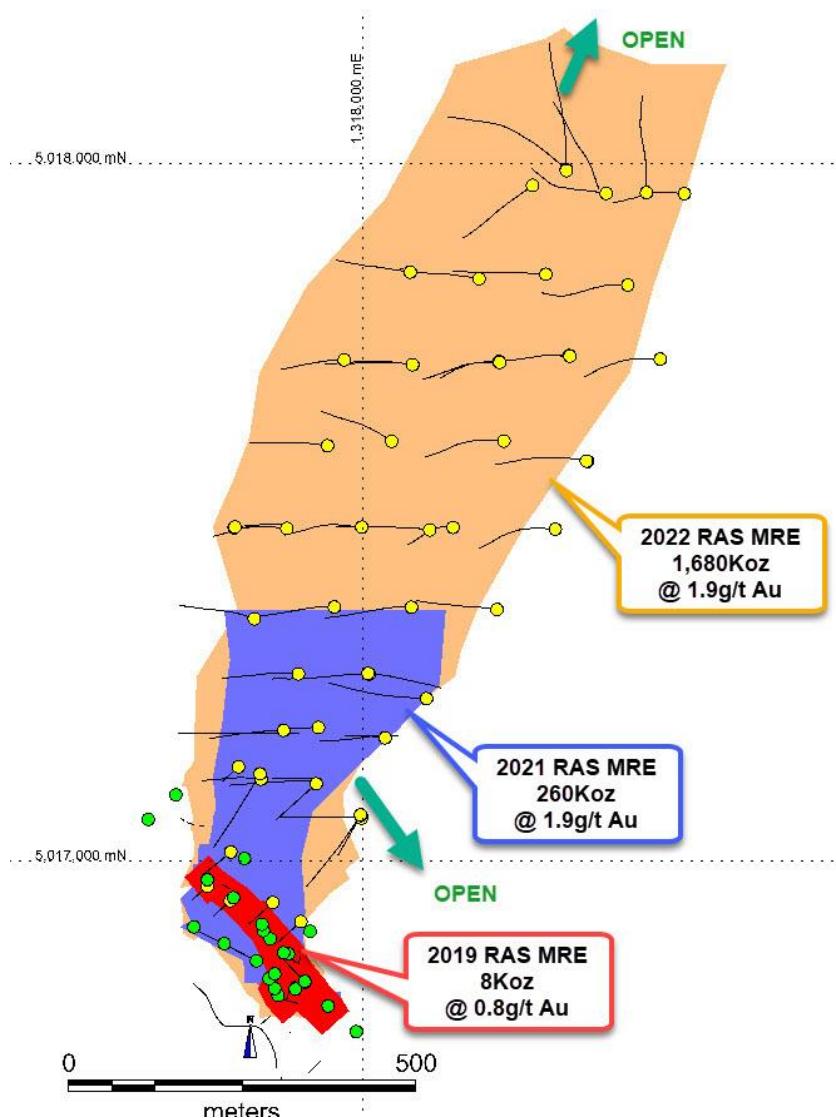 OPEN
1,318,000 mE
5,018,000 mN
2022 RAS MRE
1,680Koz
@ 1.9g/t Au
2021 RAS MRE
260Koz
@ 1.9g/t Au
5,017,000 mN
OPEN
2019 RAS MRE
8Koz
@ 0.8g/t Au
N
0 500
meters